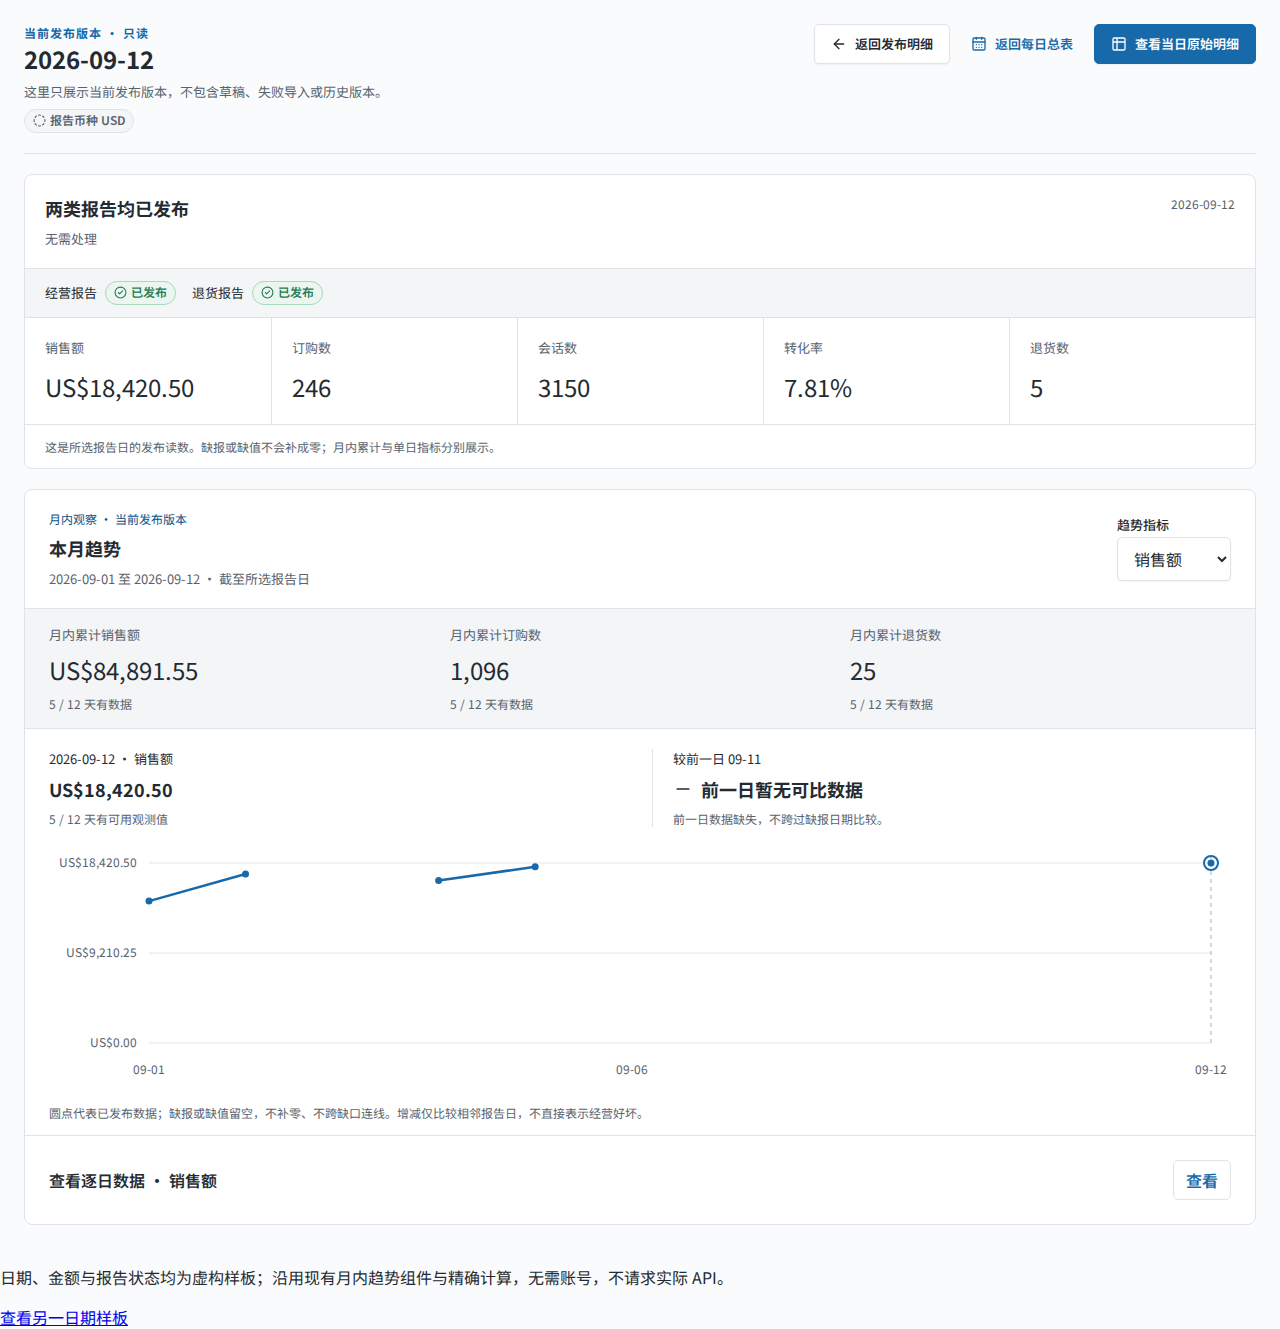 当前发布版本 · 只读
2026-09-12
这里只展示当前发布版本，不包含草稿、失败导入或历史版本。
报告币种 USD
返回发布明细
返回每日总表
查看当日原始明细
两类报告均已发布
2026-09-12
无需处理
经营报告 已发布 退货报告 已发布
销售额 订购数 会话数 转化率 退货数
US$18,420.50 246 3150 7.81% 5
这是所选报告日的发布读数。缺报或缺值不会补成零；月内累计与单日指标分别展示。
月内观察 · 当前发布版本
本月趋势
2026-09-01 至 2026-09-12 · 截至所选报告日
趋势指标
销售额
月内累计销售额 月内累计订购数 月内累计退货数
US$84,891.55 1,096 25
5 / 12 天有数据 5 / 12 天有数据 5 / 12 天有数据
2026-09-12 · 销售额
US$18,420.50
5 / 12 天有可用观测值
较前一日 09-11
— 前一日暂无可比数据
前一日数据缺失，不跨过缺报日期比较。
US$18,420.50
US$9,210.25
US$0.00
09-01 09-06 09-12
圆点代表已发布数据；缺报或缺值留空，不补零、不跨缺口连线。增减仅比较相邻报告日，不直接表示经营好坏。
查看逐日数据 · 销售额
查看
日期、金额与报告状态均为虚构样板；沿用现有月内趋势组件与精确计算，无需账号，不请求实际 API。
查看另一日期样板